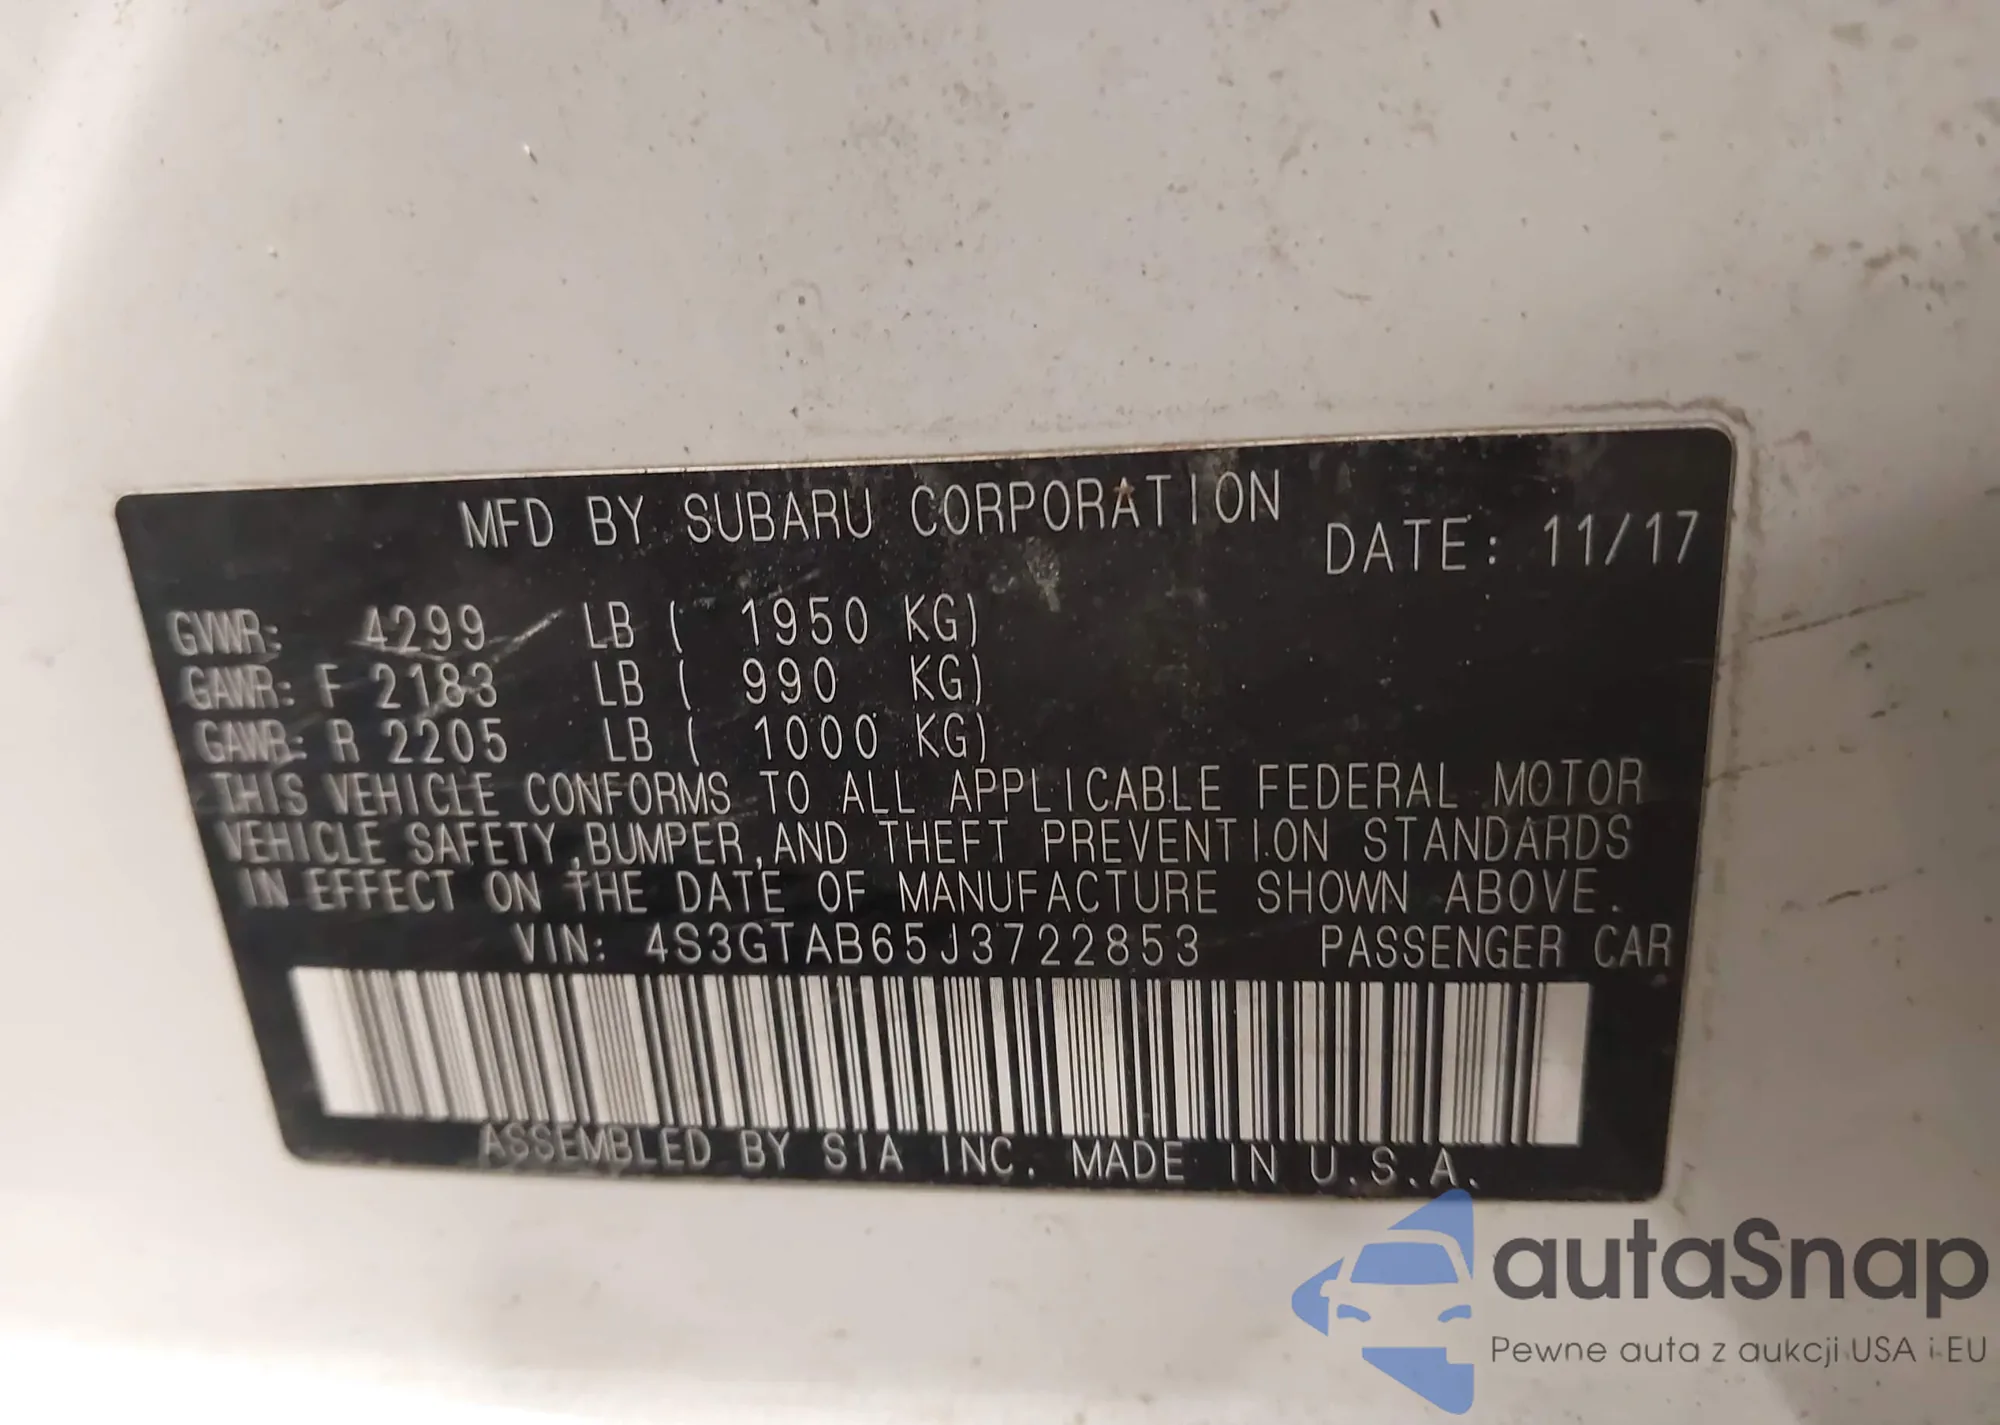 MFD BY SUBARU CORPORATION DATE: 11/17
GVWR: 4299 LB ( 1950 KG)
GAWR: F 2183 LB ( 990 KG)
GAWR: R 2205 LB ( 1000 KG)
THIS VEHICLE CONFORMS TO ALL APPLICABLE FEDERAL MOTOR
VEHICLE SAFETY, BUMPER, AND THEFT PREVENTION STANDARDS
IN EFFECT ON THE DATE OF MANUFACTURE SHOWN ABOVE.
VIN: 4S3GTAB65J3722853 PASSENGER CAR
ASSEMBLED BY SIA INC. MADE IN U.S.A.
autaSnap
Pewne auta z aukcji USA i EU